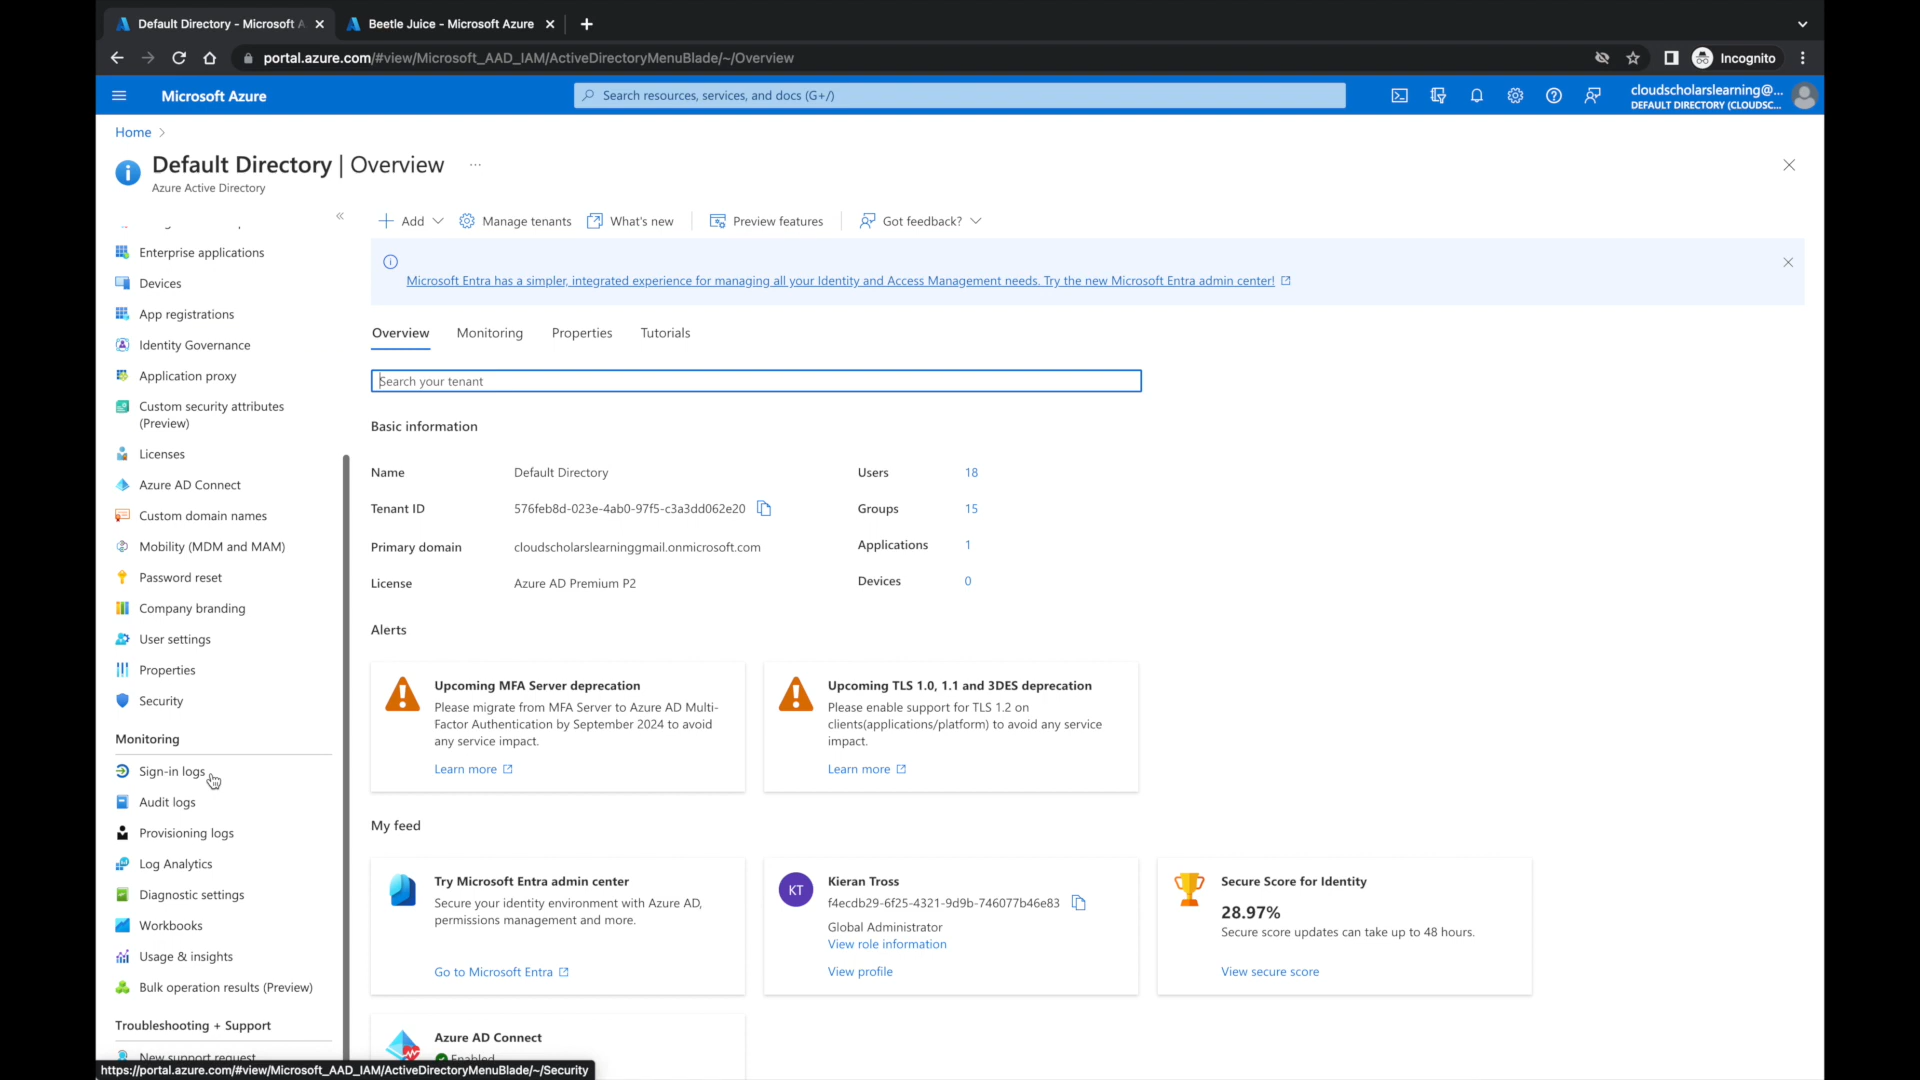 Default Directory - Microsoft A
Beetle Juice - Microsoft Azure
portal.azure.com/#view/Microsoft_AAD_IAM/ActiveDirectoryMenuBlade/~/Overview
Incognito
Microsoft Azure
Search resources, services, and docs (G+/)
cloudscholarslearning@...
DEFAULT DIRECTORY (CLOUDSC...
Home
Default Directory | Overview
Azure Active Directory
Enterprise applications
Devices
App registrations
Identity Governance
Application proxy
Custom security attributes
(Preview)
Licenses
Azure AD Connect
Custom domain names
Mobility (MDM and MAM)
Password reset
Company branding
User settings
Properties
Security
Monitoring
Sign-in logs
Audit logs
Provisioning logs
Log Analytics
Diagnostic settings
Workbooks
Usage & insights
Bulk operation results (Preview)
Troubleshooting + Support
New support request
https://portal.azure.com/#view/Microsoft_AAD_IAM/ActiveDirectoryMenuBlade/~/Security
Add
Manage tenants
What's new
Preview features
Got feedback?
Microsoft Entra has a simpler, integrated experience for managing all your Identity and Access Management needs. Try the new Microsoft Entra admin center!
Overview
Monitoring
Properties
Tutorials
Search your tenant
Basic information
Name Default Directory
Tenant ID 576feb8d-023e-4ab0-97f5-c3a3dd062e20
Primary domain cloudscholarslearninggmail.onmicrosoft.com
License Azure AD Premium P2
Users 18
Groups 15
Applications 1
Devices 0
Alerts
Upcoming MFA Server deprecation
Please migrate from MFA Server to Azure AD Multi-
Factor Authentication by September 2024 to avoid
any service impact.
Learn more
Upcoming TLS 1.0, 1.1 and 3DES deprecation
Please enable support for TLS 1.2 on
clients(applications/platform) to avoid any service
impact.
Learn more
My feed
Try Microsoft Entra admin center
Secure your identity environment with Azure AD,
permissions management and more.
Go to Microsoft Entra
KT
Kieran Tross
f4ecdb29-6f25-4321-9d9b-746077b46e83
Global Administrator
View role information
View profile
Secure Score for Identity
28.97%
Secure score updates can take up to 48 hours.
View secure score
Azure AD Connect
Enabled